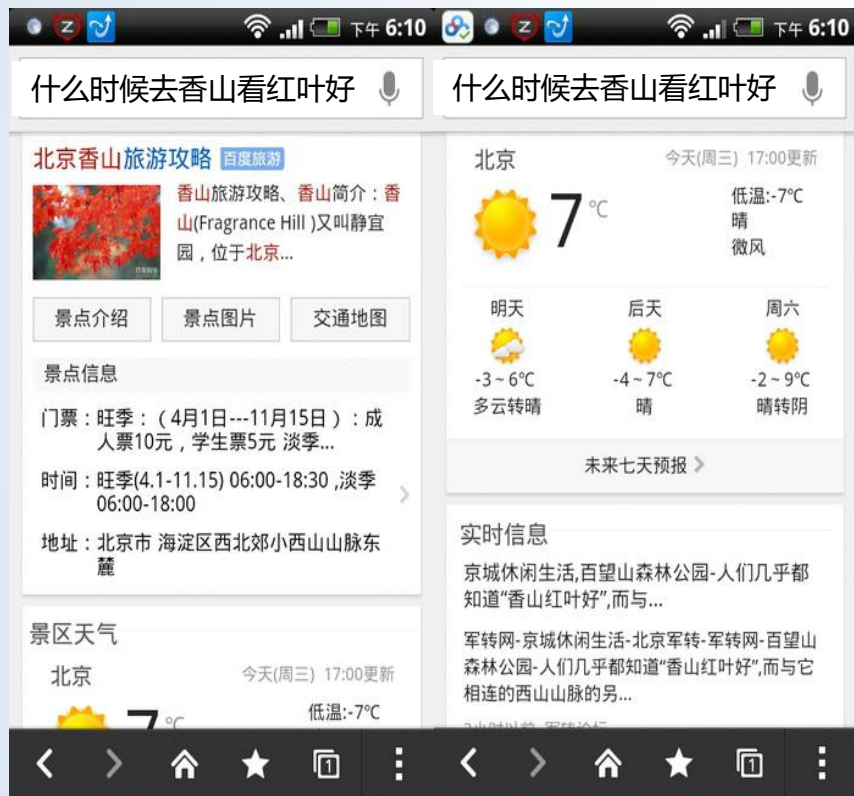 下午 6:10
什么时候去香山看红叶好
北京香山旅游攻略 百度旅游
香山旅游攻略、香山简介：香
山(Fragrance Hill )又叫静宜
园，位于北京...
景点介绍 景点图片 交通地图
景点信息
门票：旺季：（4月1日---11月15日）：成
人票10元，学生票5元 淡季...
时间：旺季(4.1-11.15) 06:00-18:30 ,淡季
06:00-18:00
地址：北京市 海淀区西北郊小西山山脉东
麓
景区天气
北京 今天(周三) 17:00更新
7 ℃ 低温:-7℃
1
下午 6:10
什么时候去香山看红叶好
北京 今天(周三) 17:00更新
7 ℃
低温:-7℃
晴
微风
明天 后天 周六
-3 ~ 6℃ -4 ~ 7℃ -2 ~ 9℃
多云转晴 晴 晴转阴
未来七天预报
实时信息
京城休闲生活,百望山森林公园-人们几乎都
知道“香山红叶好”,而与...
军转网-京城休闲生活-北京军转-军转网-百望山
森林公园-人们几乎都知道“香山红叶好”,而与它
相连的西山山脉的另...
1